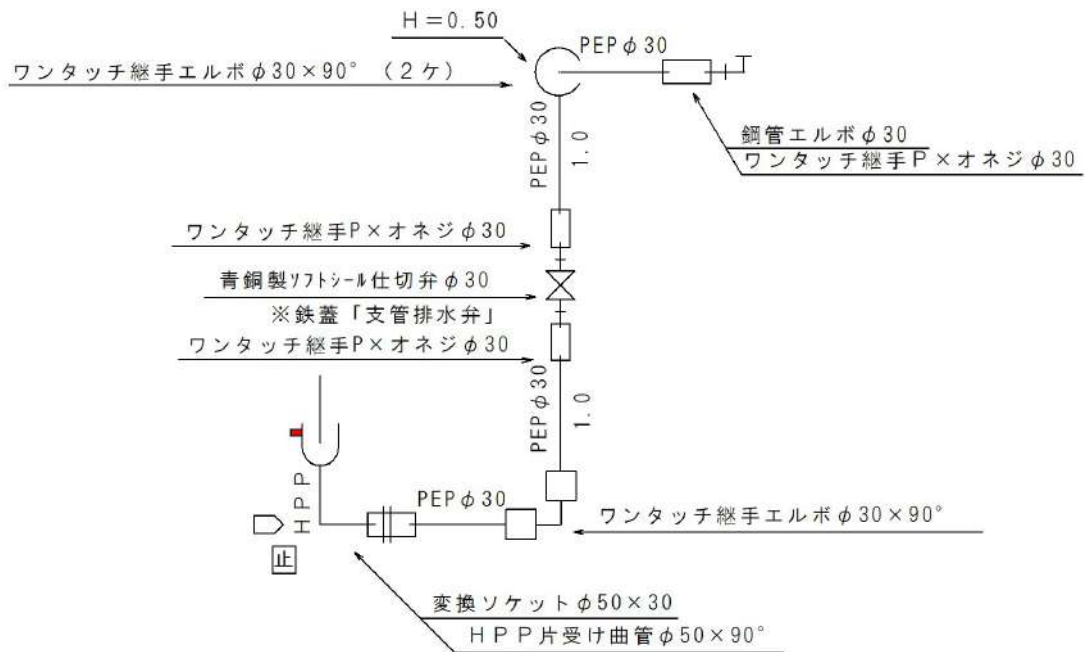 H=0.50
PEPφ30
ワンタッチ継手エルボφ30×90° (2ケ)
PEPφ30
1.0
鋼管エルボφ30
ワンタッチ継手P×オネジφ30
ワンタッチ継手P×オネジφ30
青銅製ソフトシール仕切弁φ30
※鉄蓋「支管排水弁」
ワンタッチ継手P×オネジφ30
PEPφ30
1.0
HPP
PEPφ30
ワンタッチ継手エルボφ30×90°
止
変換ソケットφ50×30
HPP片受け曲管φ50×90°